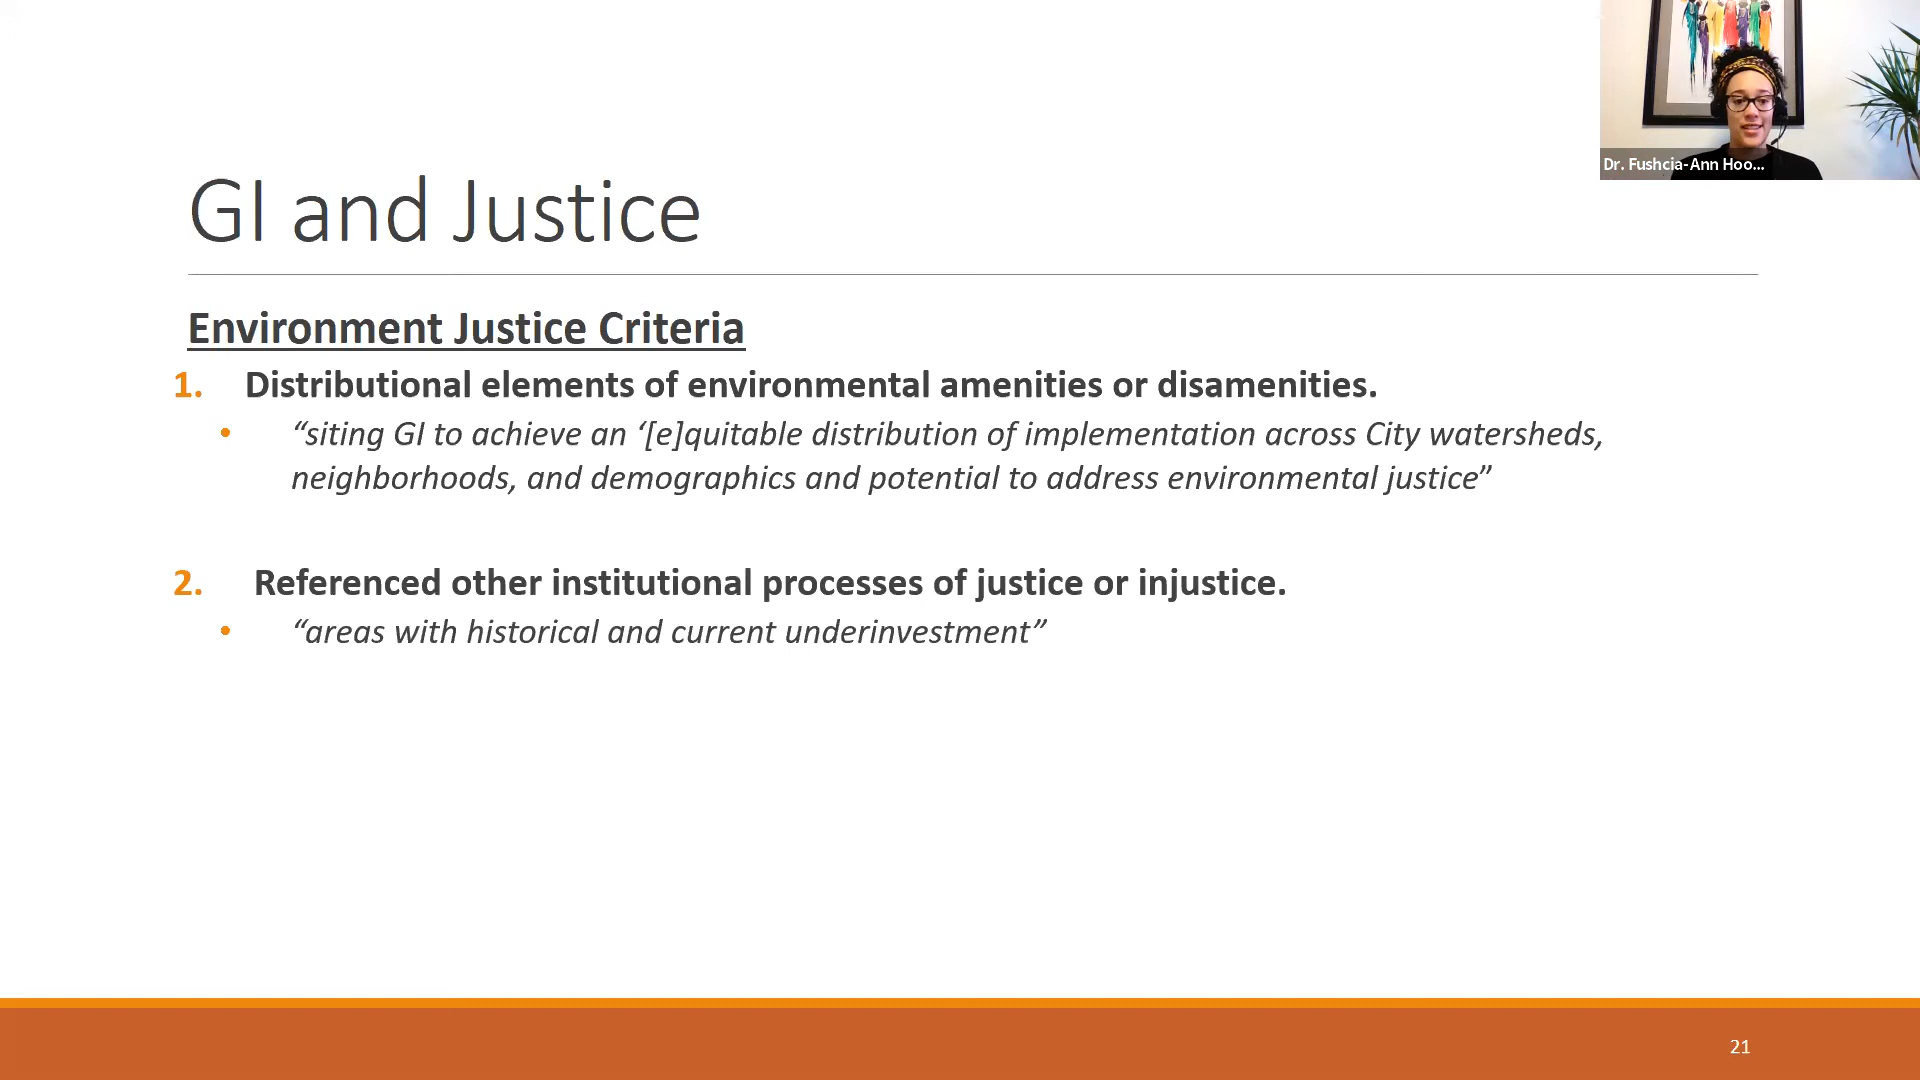 Dr. Fushcia-Ann Hoo...
GI and Justice
Environment Justice Criteria
1. Distributional elements of environmental amenities or disamenities.
• “siting GI to achieve an ‘[e]quitable distribution of implementation across City watersheds,
neighborhoods, and demographics and potential to address environmental justice”
2. Referenced other institutional processes of justice or injustice.
• “areas with historical and current underinvestment”
21